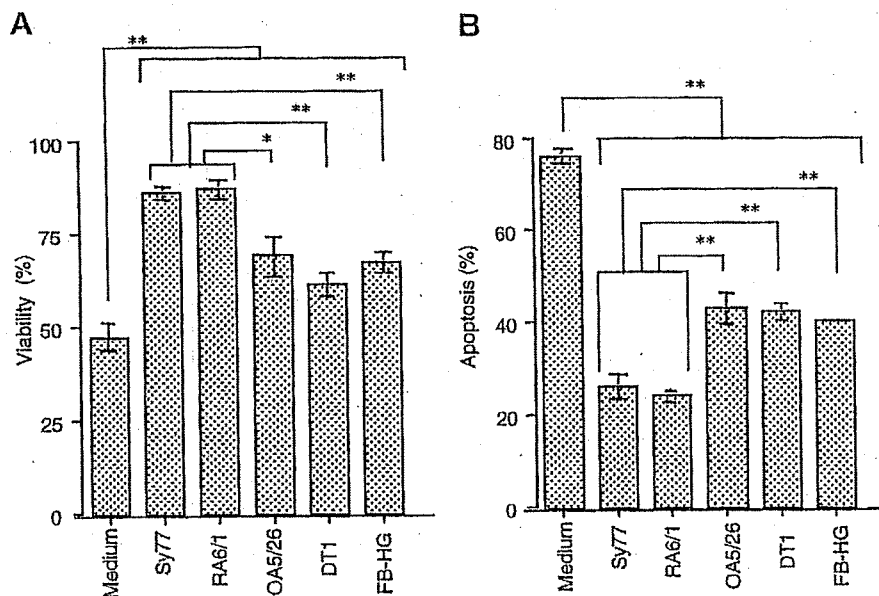 A
**
**
**
*
100
75
50
25
0
Viability (%)
Medium
Sy77
RA6/1
OA5/26
DT1
FB-HG
B
**
**
**
**
80
60
40
20
0
Apoptosis (%)
Medium
Sy77
RA6/1
OA5/26
DT1
FB-HG